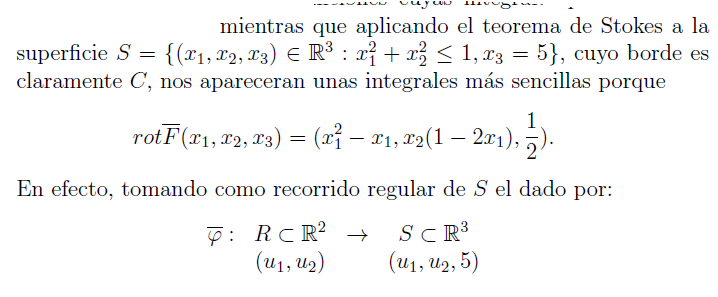 mientras que aplicando el teorema de Stokes a la
superficie S = {(x₁, x₂, x₃) ∈ ℝ³ : x₁² + x₂² ≤ 1, x₃ = 5}, cuyo borde es
claramente C, nos apareceran unas integrales más sencillas porque
rotF̅(x₁, x₂, x₃) = (x₁² − x₁, x₂(1 − 2x₁), 1/2).
En efecto, tomando como recorrido regular de S el dado por:
φ̅ : R ⊂ ℝ² → S ⊂ ℝ³
(u₁, u₂) (u₁, u₂, 5)